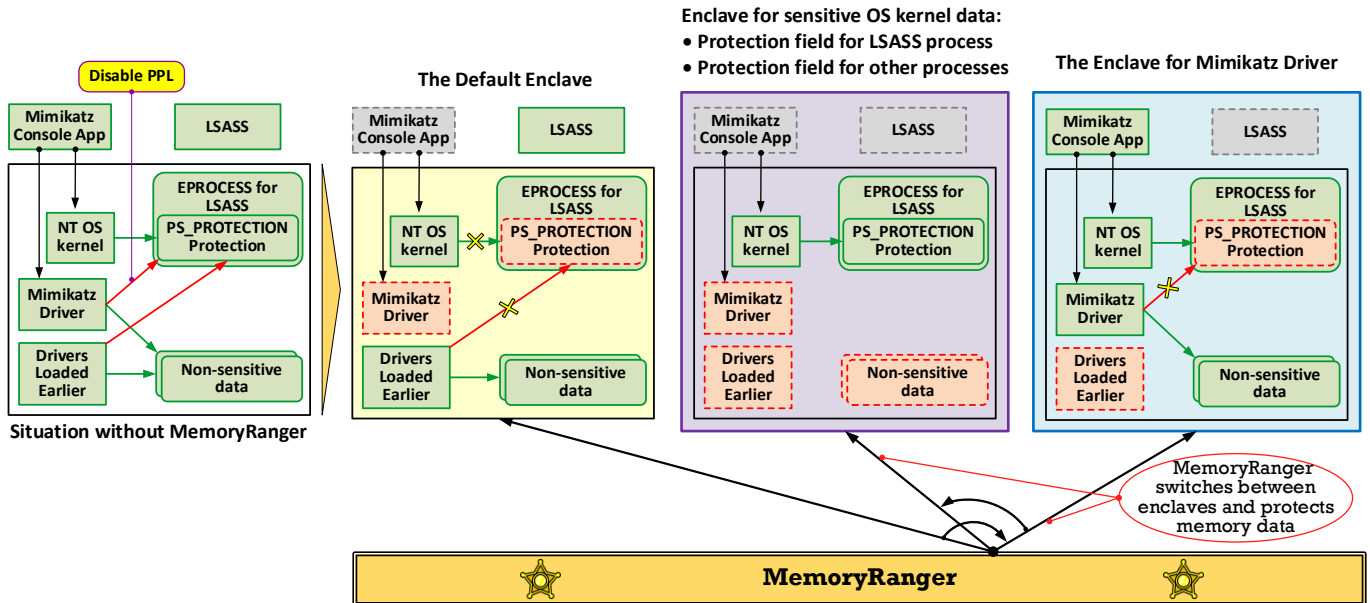 Disable PPL
Mimikatz
Console App
LSASS
EPROCESS for
LSASS
PS_PROTECTION
Protection
NT OS
kernel
Mimikatz
Driver
Drivers
Loaded
Earlier
Non-sensitive
data
Situation without MemoryRanger
The Default Enclave
Mimikatz
Console App
LSASS
EPROCESS for
LSASS
PS_PROTECTION
Protection
NT OS
kernel
Mimikatz
Driver
Drivers
Loaded
Earlier
Non-sensitive
data
Enclave for sensitive OS kernel data:
• Protection field for LSASS process
• Protection field for other processes
Mimikatz
Console App
LSASS
EPROCESS for
LSASS
PS_PROTECTION
Protection
NT OS
kernel
Mimikatz
Driver
Drivers
Loaded
Earlier
Non-sensitive
data
The Enclave for Mimikatz Driver
Mimikatz
Console App
LSASS
EPROCESS for
LSASS
PS_PROTECTION
Protection
NT OS
kernel
Mimikatz
Driver
Drivers
Loaded
Earlier
Non-sensitive
data
MemoryRanger
switches between
enclaves and protects
memory data
MemoryRanger